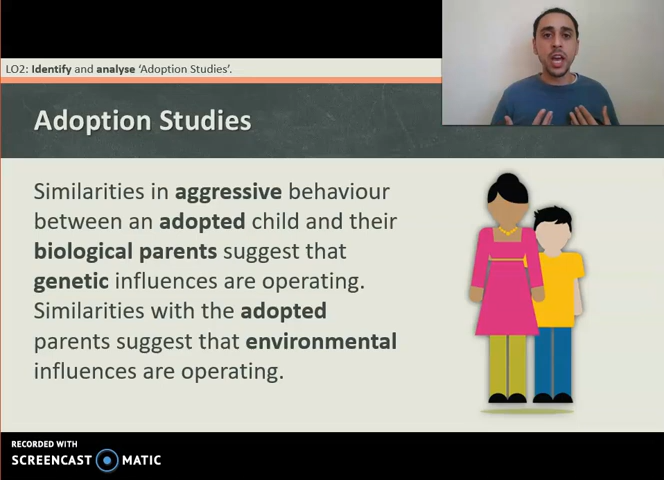 LO2: Identify and analyse 'Adoption Studies'.
Adoption Studies
Similarities in aggressive behaviour
between an adopted child and their
biological parents suggest that
genetic influences are operating.
Similarities with the adopted
parents suggest that environmental
influences are operating.
RECORDED WITH
SCREENCAST MATIC